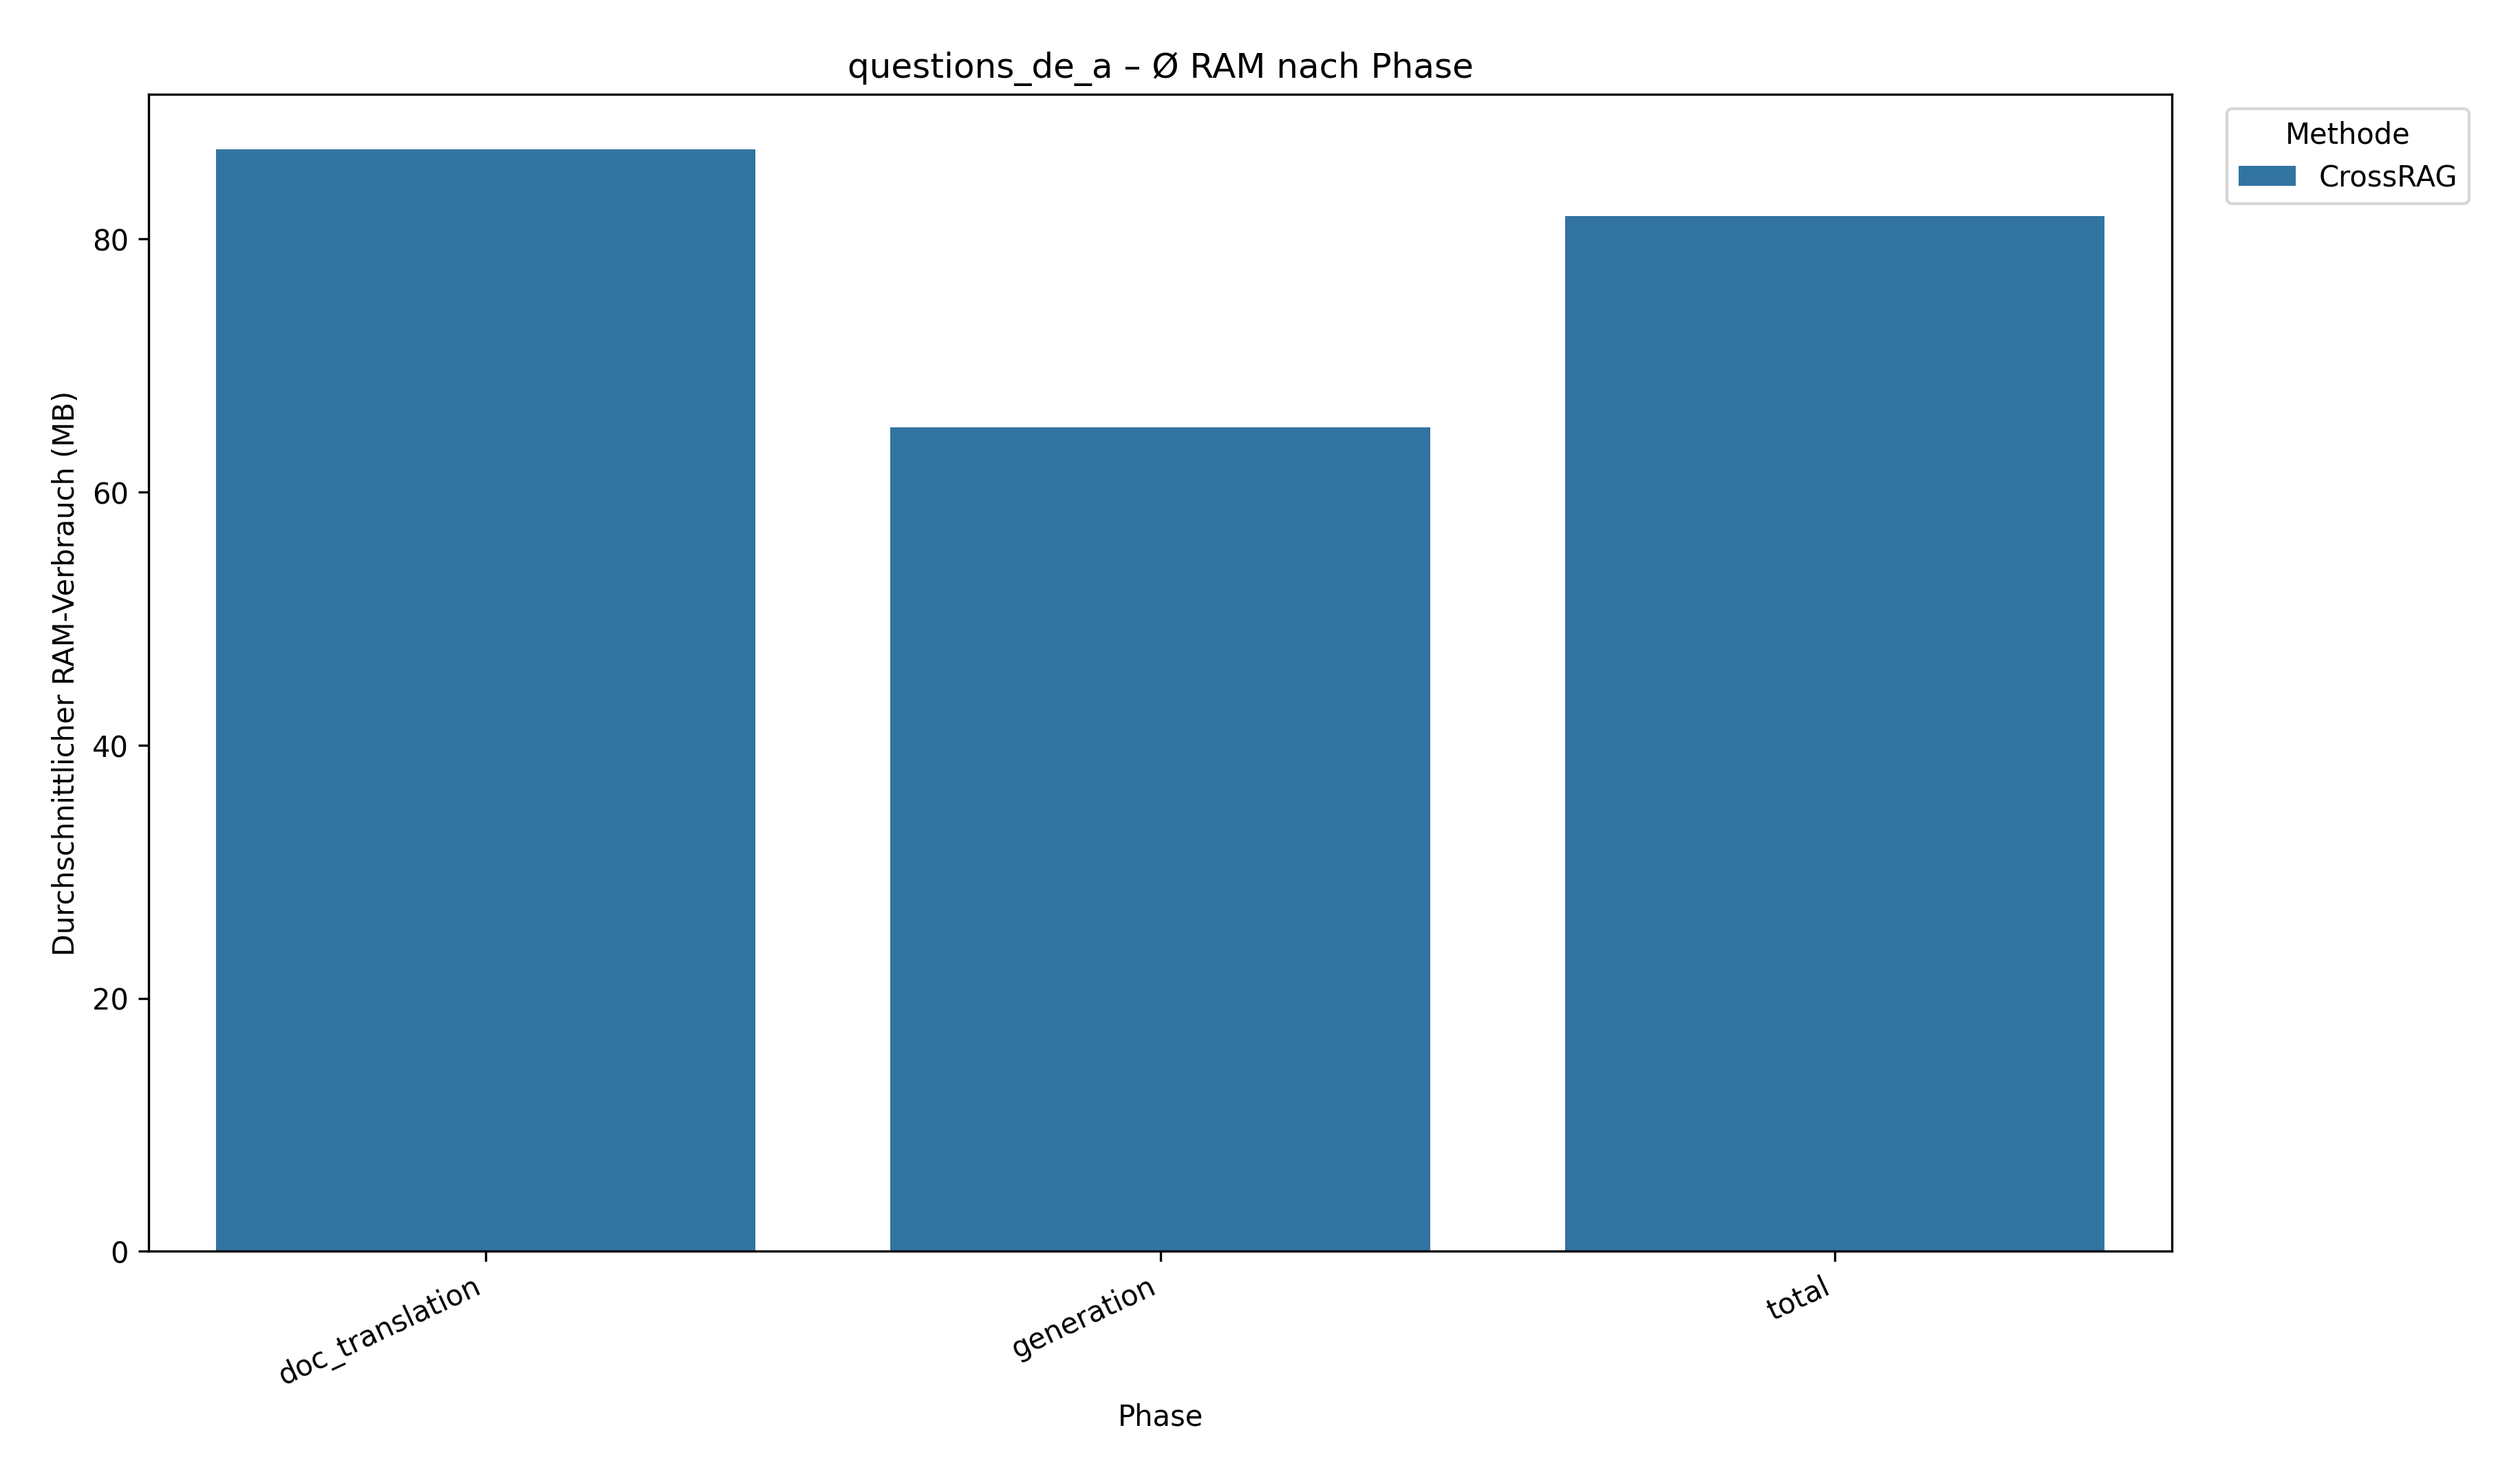 questions_de_a – Ø RAM nach Phase
Methode
CrossRAG
Durchschnittlicher RAM-Verbrauch (MB)
80
60
40
20
0
doc_translation
generation
total
Phase